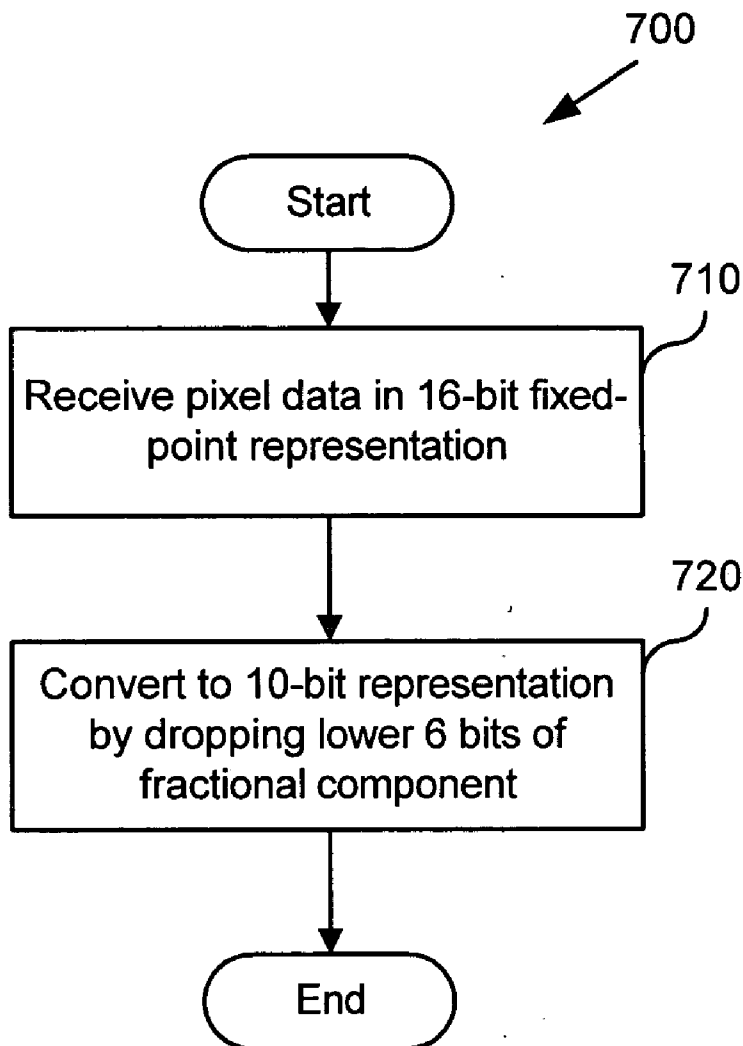 700
Start
710
Receive pixel data in 16-bit fixed-
point representation
720
Convert to 10-bit representation
by dropping lower 6 bits of
fractional component
End